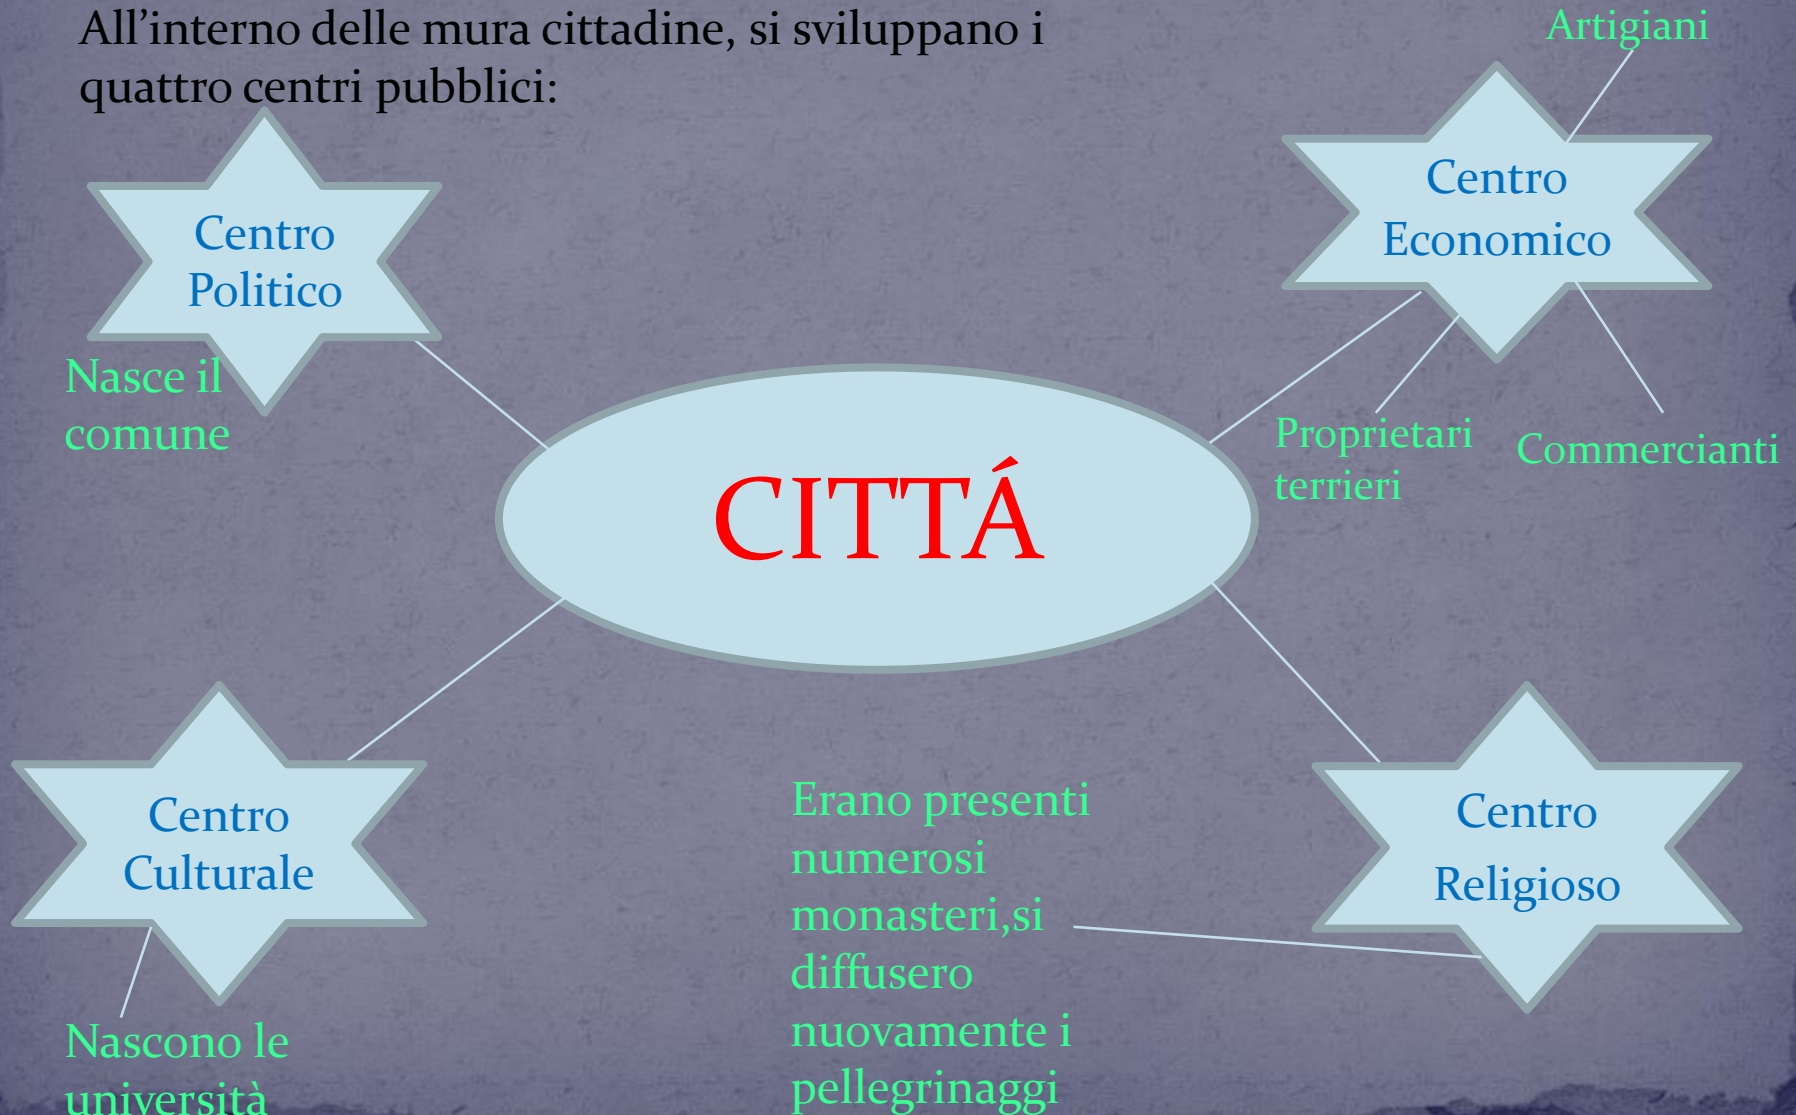 All'interno delle mura cittadine, si sviluppano i
quattro centri pubblici:
Artigiani
Centro
Politico
Nasce il
comune
Centro
Economico
Proprietari
terrieri
Commercianti
CITTÁ
Centro
Culturale
Nascono le
università
Erano presenti
numerosi
monasteri,si
diffusero
nuovamente i
pellegrinaggi
Centro
Religioso